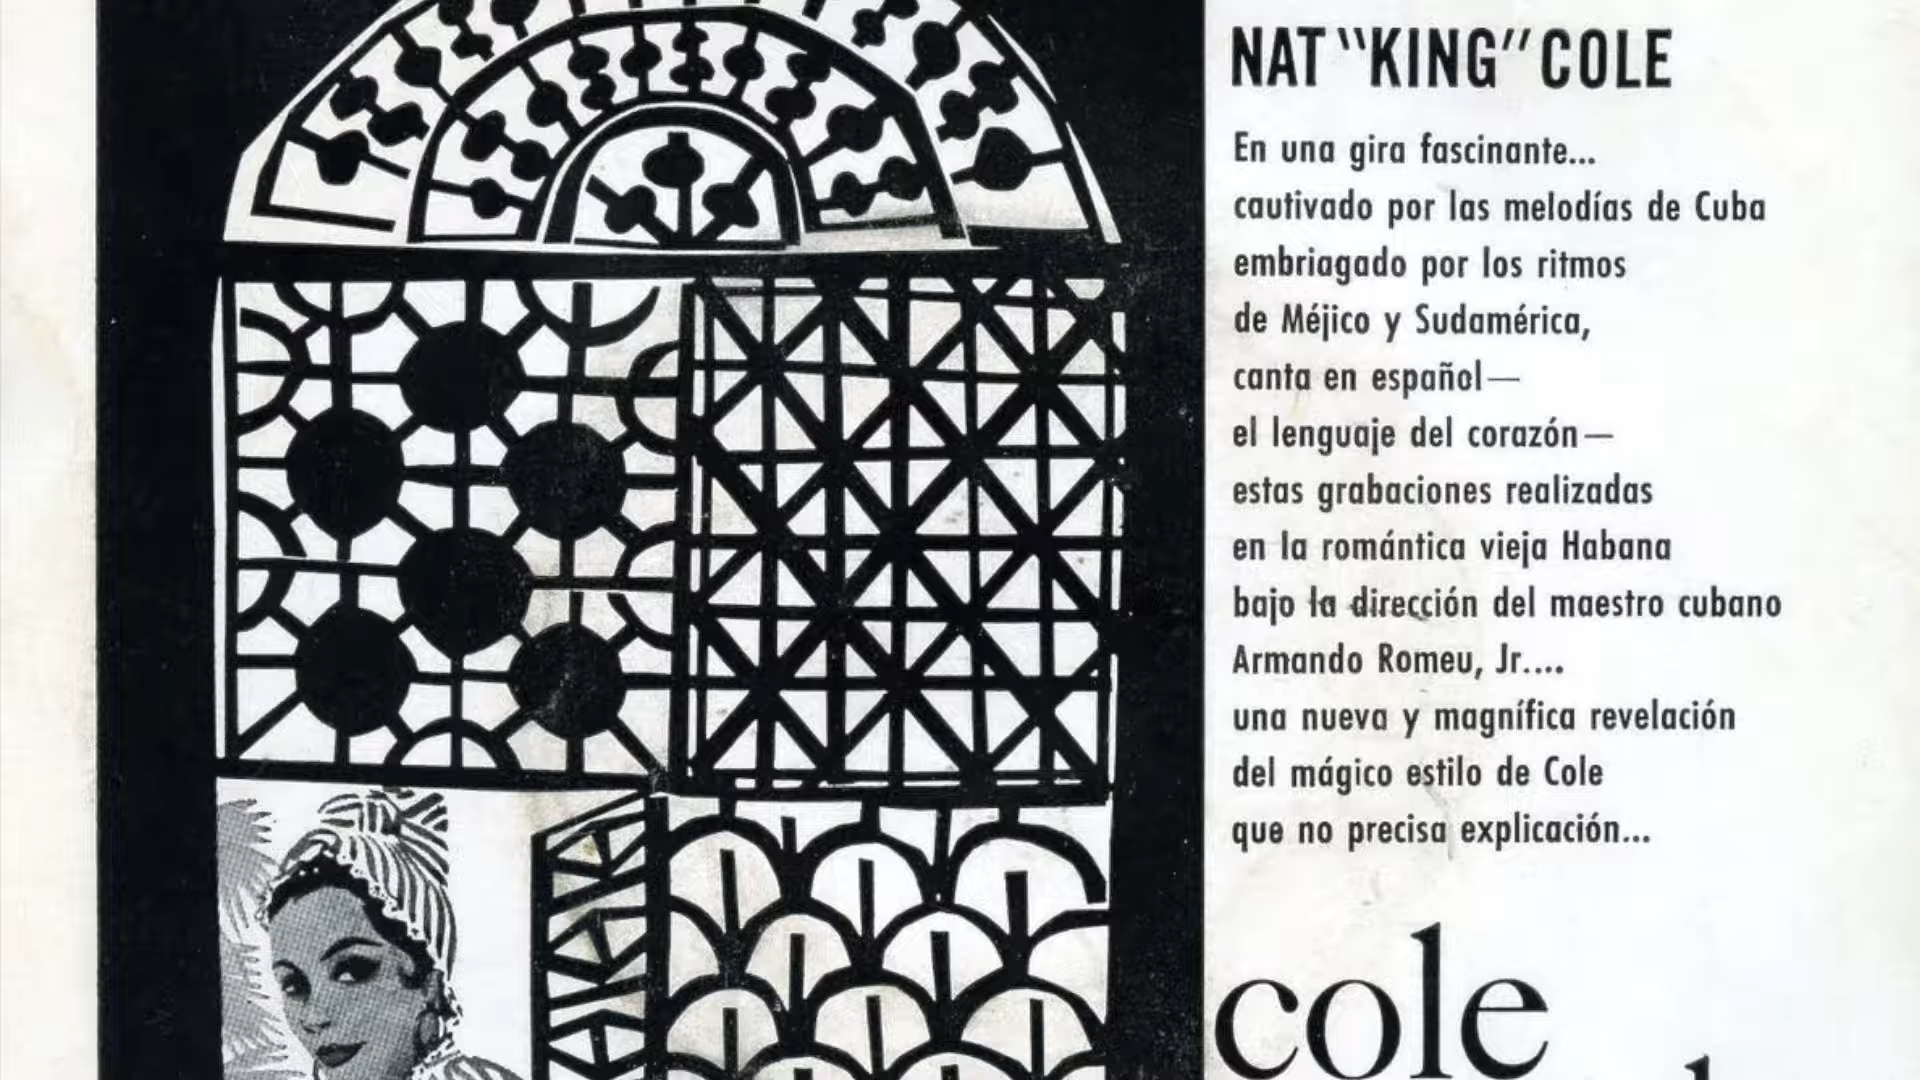 NAT "KING" COLE
En una gira fascinante...
cautivado por las melodías de Cuba
embriagado por los ritmos
de Méjico y Sudamérica,
canta en español—
el lenguaje del corazón—
estas grabaciones realizadas
en la romántica vieja Habana
bajo la dirección del maestro cubano
Armando Romeu, Jr....
una nueva y magnífica revelación
del mágico estilo de Cole
que no precisa explicación...
cole